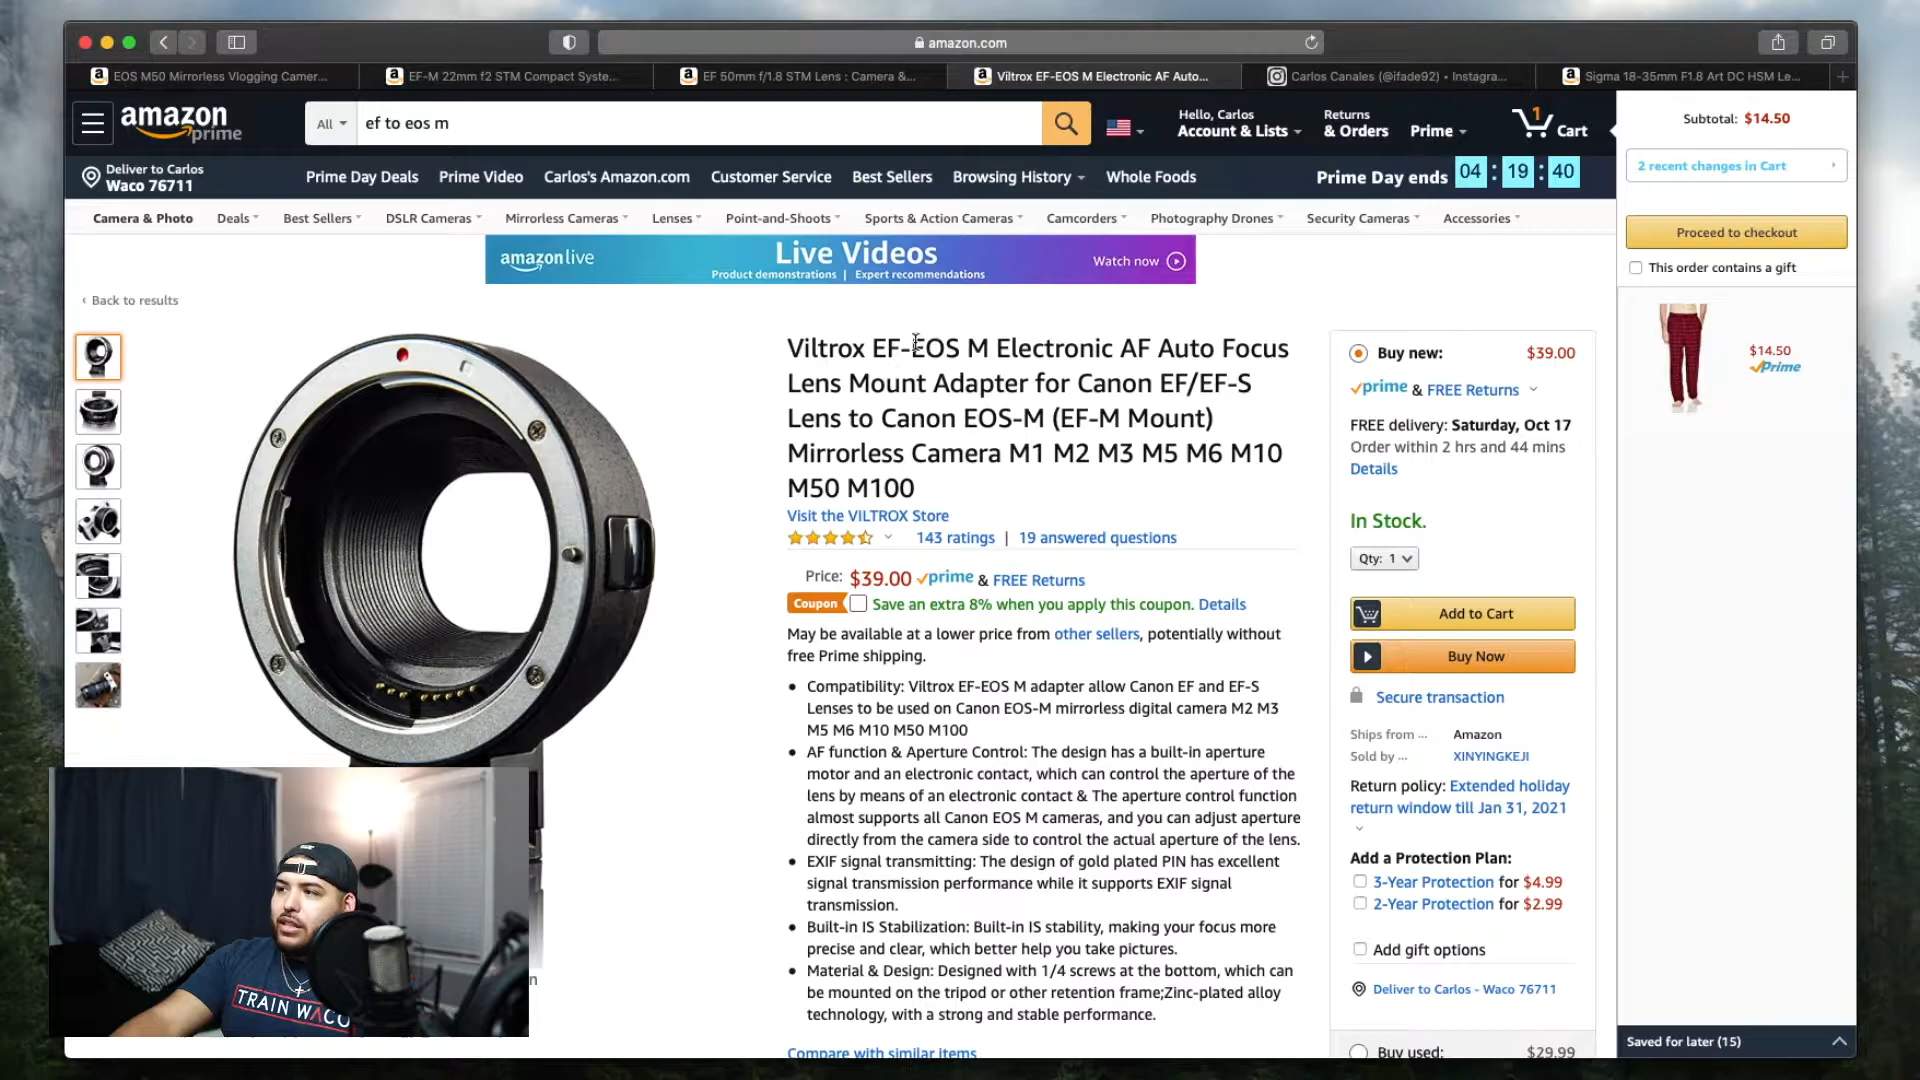 amazon.com
EOS M50 Mirrorless Vlogging Camer...
EF-M 22mm f2 STM Compact Syste...
EF 50mm f/1.8 STM Lens : Camera &...
Viltrox EF-EOS M Electronic AF Auto...
Carlos Canales (@ifade92) • Instagra...
Sigma 18-35mm F1.8 Art DC HSM Le...
amazon prime
All
ef to eos m
Hello, Carlos
Account & Lists
Returns
& Orders
Prime
1
Cart
Subtotal: $14.50
2 recent changes in Cart
Proceed to checkout
This order contains a gift
$14.50
prime
Deliver to Carlos
Waco 76711
Prime Day Deals
Prime Video
Carlos's Amazon.com
Customer Service
Best Sellers
Browsing History
Whole Foods
Prime Day ends 04 : 19 : 40
Camera & Photo
Deals
Best Sellers
DSLR Cameras
Mirrorless Cameras
Lenses
Point-and-Shoots
Sports & Action Cameras
Camcorders
Photography Drones
Security Cameras
Accessories
amazon live
Live Videos
Product demonstrations | Expert recommendations
Watch now
‹ Back to results
Viltrox EF-EOS M Electronic AF Auto Focus
Lens Mount Adapter for Canon EF/EF-S
Lens to Canon EOS-M (EF-M Mount)
Mirrorless Camera M1 M2 M3 M5 M6 M10
M50 M100
Visit the VILTROX Store
143 ratings | 19 answered questions
Price: $39.00 prime & FREE Returns
Coupon Save an extra 8% when you apply this coupon. Details
May be available at a lower price from other sellers, potentially without
free Prime shipping.
• Compatibility: Viltrox EF-EOS M adapter allow Canon EF and EF-S
Lenses to be used on Canon EOS-M mirrorless digital camera M2 M3
M5 M6 M10 M50 M100
• AF function & Aperture Control: The design has a built-in aperture
motor and an electronic contact, which can control the aperture of the
lens by means of an electronic contact & The aperture control function
almost supports all Canon EOS M cameras, and you can adjust aperture
directly from the camera side to control the actual aperture of the lens.
• EXIF signal transmitting: The design of gold plated PIN has excellent
signal transmission performance while it supports EXIF signal
transmission.
• Built-in IS Stabilization: Built-in IS stability, making your focus more
precise and clear, which better help you take pictures.
• Material & Design: Designed with 1/4 screws at the bottom, which can
be mounted on the tripod or other retention frame;Zinc-plated alloy
technology, with a strong and stable performance.
Compare with similar items
Buy new: $39.00
prime & FREE Returns
FREE delivery: Saturday, Oct 17
Order within 2 hrs and 44 mins
Details
In Stock.
Qty: 1
Add to Cart
Buy Now
Secure transaction
Ships from ... Amazon
Sold by ... XINYINGKEJI
Return policy: Extended holiday
return window till Jan 31, 2021
Add a Protection Plan:
3-Year Protection for $4.99
2-Year Protection for $2.99
Add gift options
Deliver to Carlos - Waco 76711
Buy used: $29.99
Saved for later (15)
TRAIN WACO
n